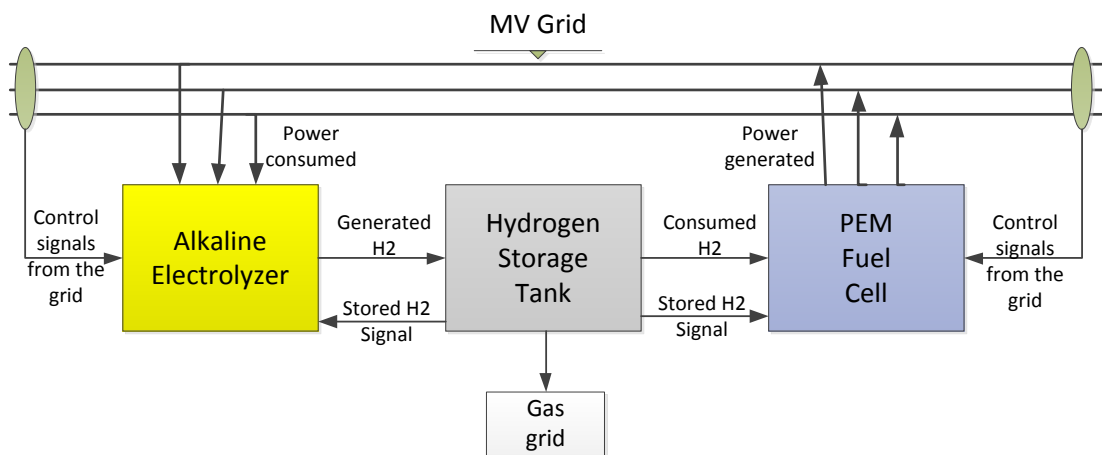 MV Grid
Power
consumed
Power
generated
Control
signals
from the
grid
Alkaline
Electrolyzer
Generated
H2
Stored H2
Signal
Hydrogen
Storage
Tank
Consumed
H2
Stored H2
Signal
PEM
Fuel
Cell
Control
signals
from the
grid
Gas
grid